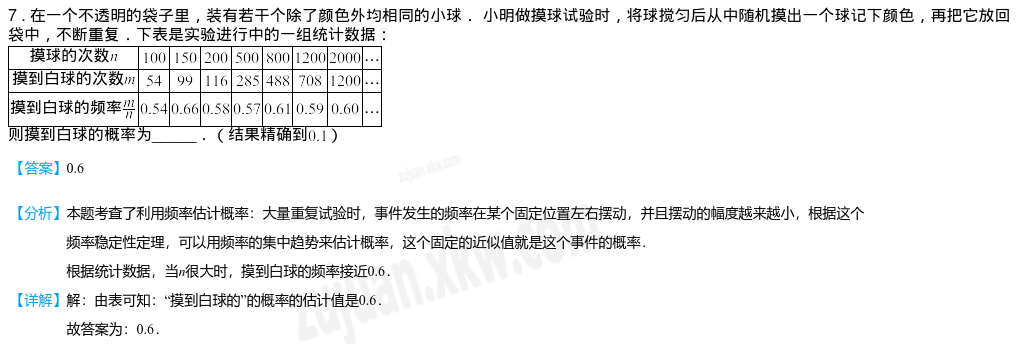 7．在一个不透明的袋子里，装有若干个除了颜色外均相同的小球． 小明做摸球试验时，将球搅匀后从中随机摸出一个球记下颜色，再把它放回
袋中，不断重复．下表是实验进行中的一组统计数据：
摸球的次数n 100 150 200 500 800 1200 2000 …
摸到白球的次数m 54 99 116 285 488 708 1200 …
摸到白球的频率m/n 0.54 0.66 0.58 0.57 0.61 0.59 0.60 …
则摸到白球的概率为______．（结果精确到0.1）
【答案】0.6
【分析】本题考查了利用频率估计概率：大量重复试验时，事件发生的频率在某个固定位置左右摆动，并且摆动的幅度越来越小，根据这个
频率稳定性定理，可以用频率的集中趋势来估计概率，这个固定的近似值就是这个事件的概率．
根据统计数据，当n很大时，摸到白球的频率接近0.6．
【详解】解：由表可知：“摸到白球的”的概率的估计值是0.6．
故答案为：0.6．
zujuan.xkw.com
zujuan.xkw.com